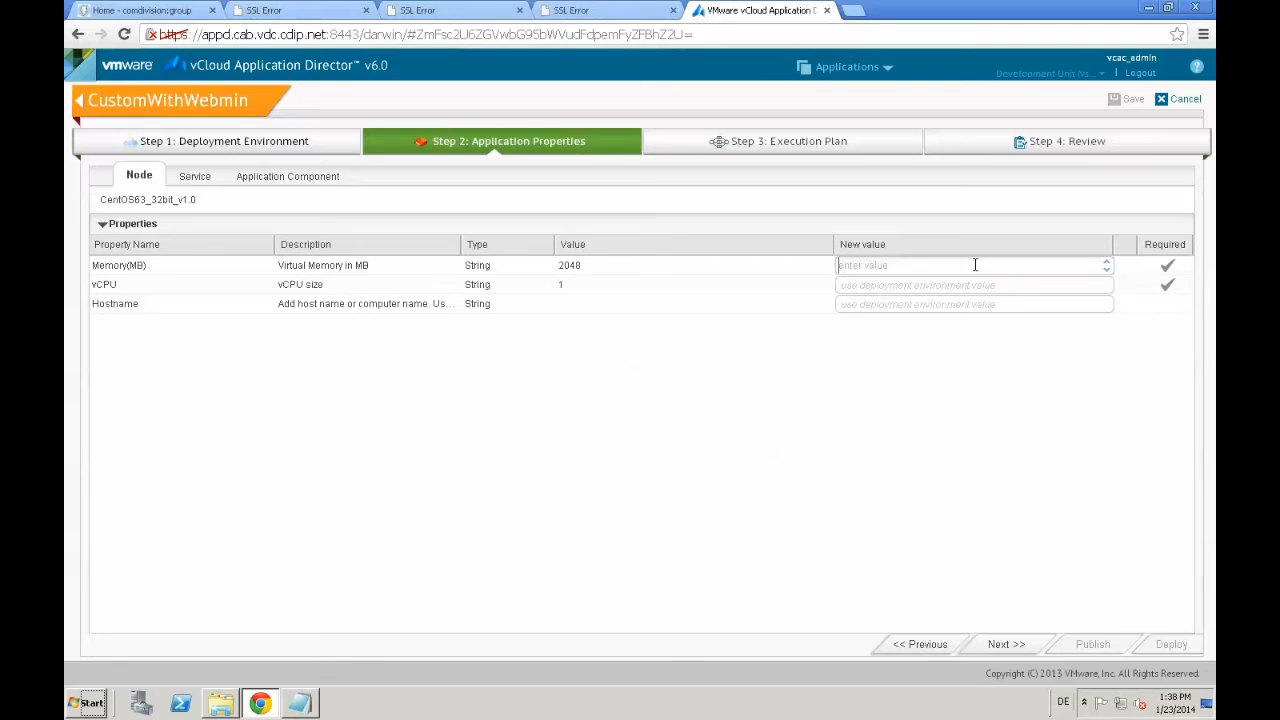 Home - comdivision:group
SSL Error
SSL Error
SSL Error
VMware vCloud Application D
https://appd.cab.vdc.cdip.net:8443/darwin/#ZmFsc2U6ZGVwbG95bWVudFdpemFyZFBhZ2U=
vmware vCloud Application Director™ v6.0
Applications
vcac_admin
Development Unit (vs...
Logout
CustomWithWebmin
Save
Cancel
Step 1: Deployment Environment
Step 2: Application Properties
Step 3: Execution Plan
Step 4: Review
Node
Service
Application Component
CentOS63_32bit_v1.0
Properties
Property Name Description Type Value New value Required
Memory(MB) Virtual Memory in MB String 2048 enter value
vCPU vCPU size String 1 use deployment environment value
Hostname Add host name or computer name. Us... String use deployment environment value
<< Previous
Next >>
Publish
Deploy
Copyright (C) 2013 VMware, Inc. All Rights Reserved.
Start
DE
1:38 PM
1/23/2014